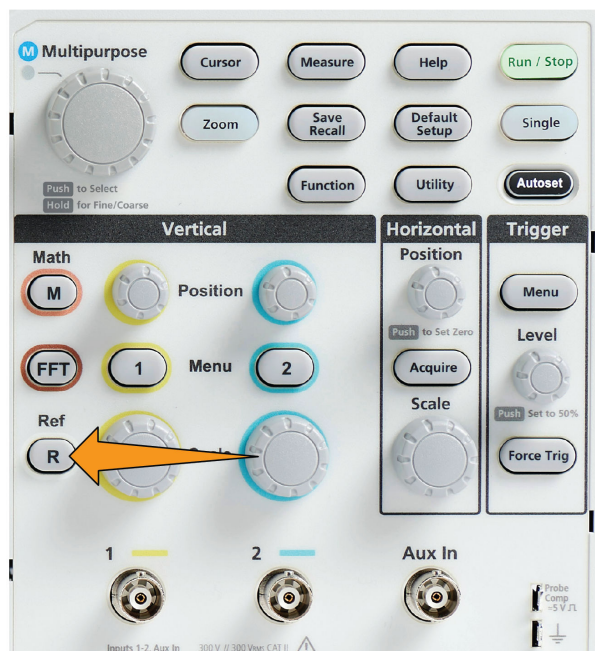 M Multipurpose
Cursor
Measure
Help
Run / Stop
Zoom
Save
Recall
Default
Setup
Single
Push to Select
Hold for Fine/Coarse
Function
Utility
Autoset
Vertical
Horizontal
Trigger
Math
M
Position
Position
Push to Set Zero
Menu
FFT
1
Menu
2
Acquire
Level
Push Set to 50%
Ref
R
Scale
Force Trig
1
2
Aux In
Inputs 1-2, Aux In
300 V
CAT II
Probe
Comp
≈5 V